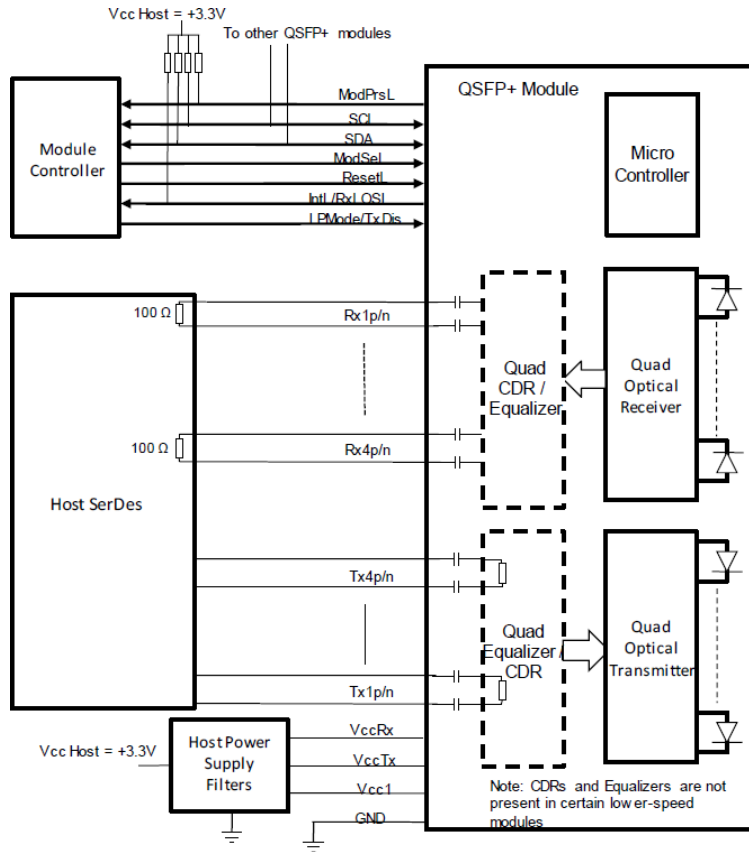 Vcc Host = +3.3V
To other QSFP+ modules
QSFP+ Module
Module
Controller
ModPrsL
SCL
SDA
ModSeL
ResetL
IntL/RxLOSL
LPMode/TxDis
Micro
Controller
100 Ω
Rx1p/n
100 Ω
Rx4p/n
Host SerDes
Quad
CDR /
Equalizer
Quad
Optical
Receiver
Tx4p/n
Tx1p/n
Quad
Equalizer /
CDR
Quad
Optical
Transmitter
Vcc Host = +3.3V
Host Power
Supply
Filters
VccRx
VccTx
Vcc1
GND
Note: CDRs and Equalizers are not
present in certain lower-speed
modules